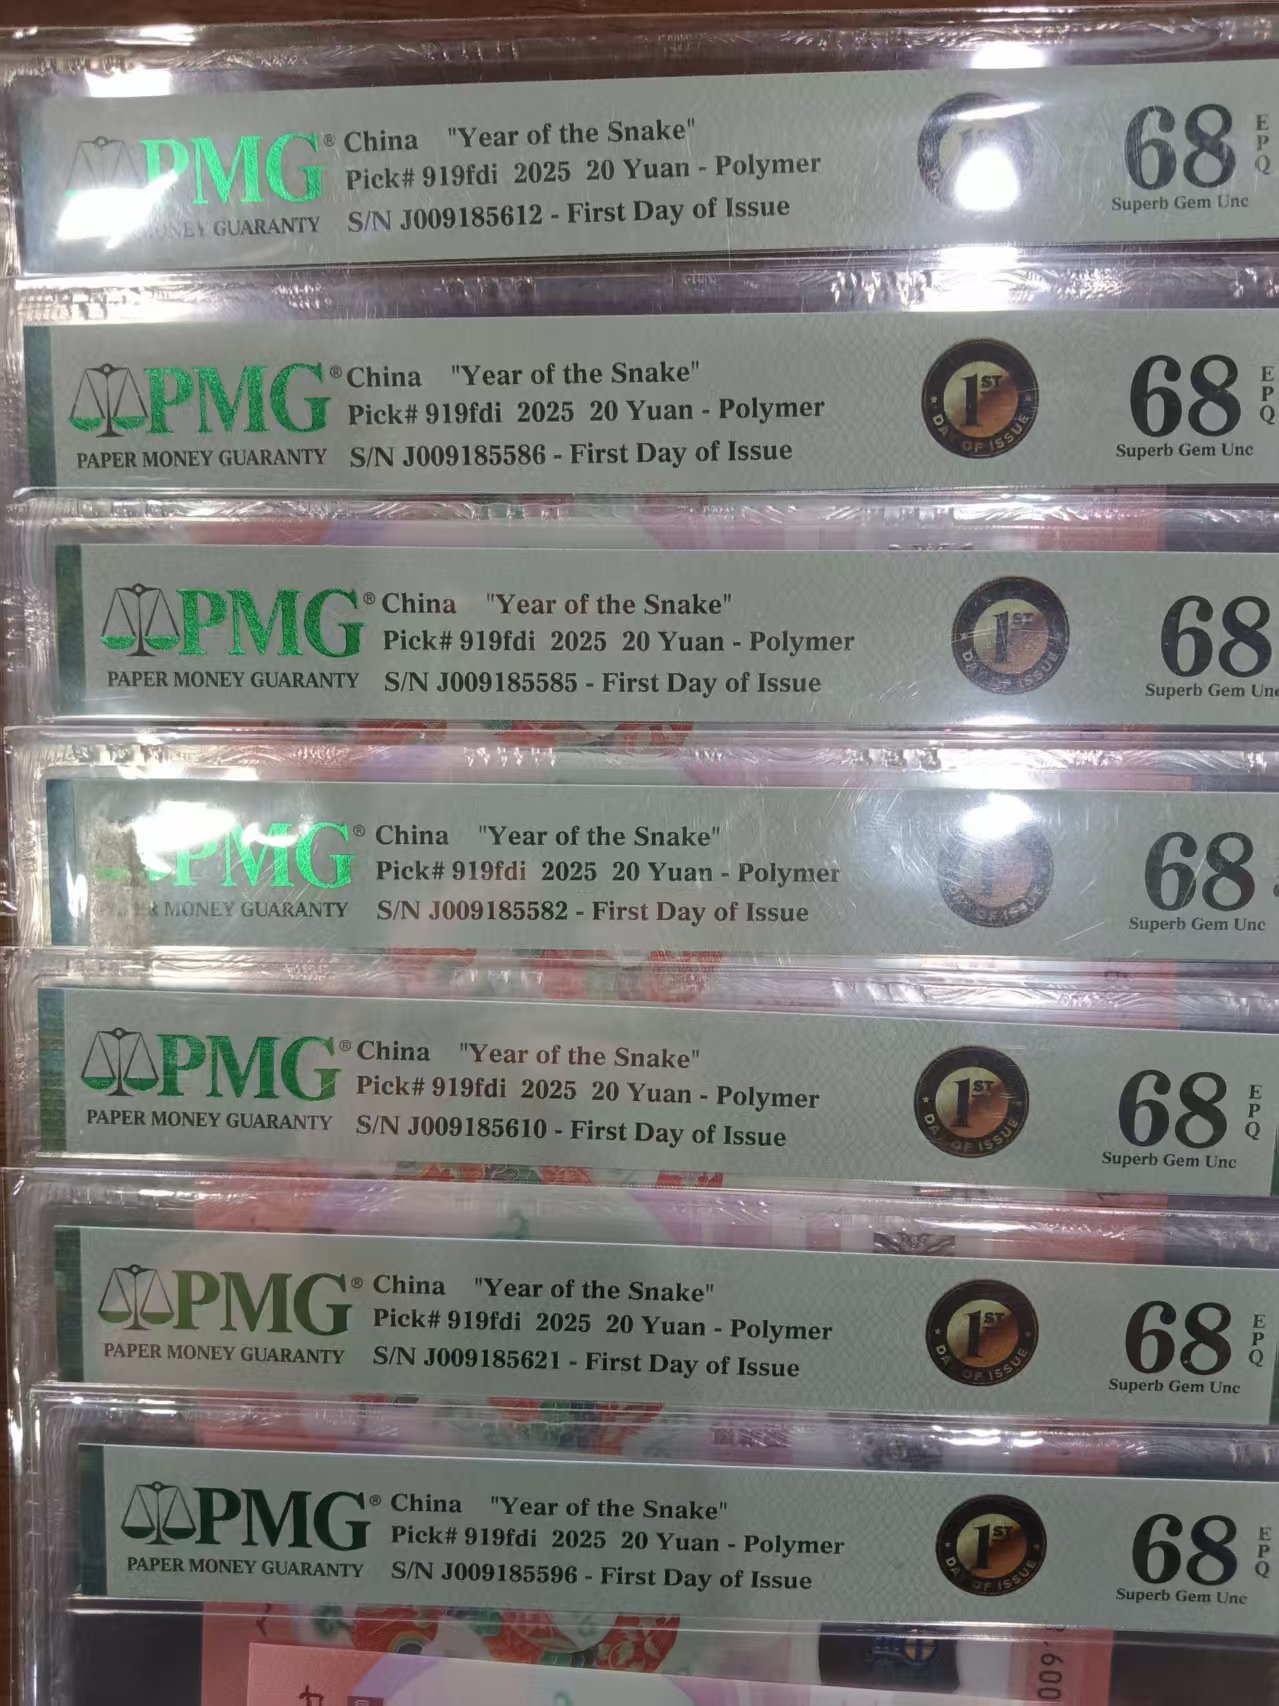 PMG® China "Year of the Snake"
Pick# 919fdi 2025 20 Yuan - Polymer
MONEY GUARANTY S/N J009185612 - First Day of Issue
68 EPQ
Superb Gem Unc
PMG® China "Year of the Snake"
Pick# 919fdi 2025 20 Yuan - Polymer
PAPER MONEY GUARANTY S/N J009185586 - First Day of Issue
1ST
DAY OF ISSUE
68 EPQ
Superb Gem Unc
PMG® China "Year of the Snake"
Pick# 919fdi 2025 20 Yuan - Polymer
PAPER MONEY GUARANTY S/N J009185585 - First Day of Issue
1ST
ISSUE
68
Superb Gem Unc
PMG® China "Year of the Snake"
Pick# 919fdi 2025 20 Yuan - Polymer
MONEY GUARANTY S/N J009185582 - First Day of Issue
1
OF ISSUE
68
Superb Gem Unc
PMG® China "Year of the Snake"
Pick# 919fdi 2025 20 Yuan - Polymer
PAPER MONEY GUARANTY S/N J009185610 - First Day of Issue
1ST
DAY OF ISSUE
68 EPQ
Superb Gem Unc
PMG® China "Year of the Snake"
Pick# 919fdi 2025 20 Yuan - Polymer
PAPER MONEY GUARANTY S/N J009185621 - First Day of Issue
1ST
DAY OF ISSUE
68 EPQ
Superb Gem Unc
PMG® China "Year of the Snake"
Pick# 919fdi 2025 20 Yuan - Polymer
PAPER MONEY GUARANTY S/N J009185596 - First Day of Issue
1ST
DAY OF ISSUE
68 EPQ
Superb Gem Unc
009